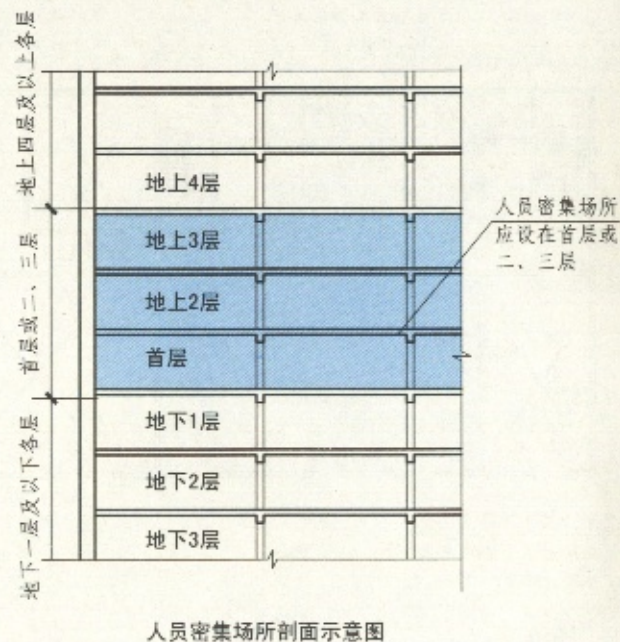 地上四层及以上各层
首层或二、三层
地下一层及以下各层
地上4层
地上3层
地上2层
首层
地下1层
地下2层
地下3层
人员密集场所
应设在首层或
二、三层
人员密集场所剖面示意图